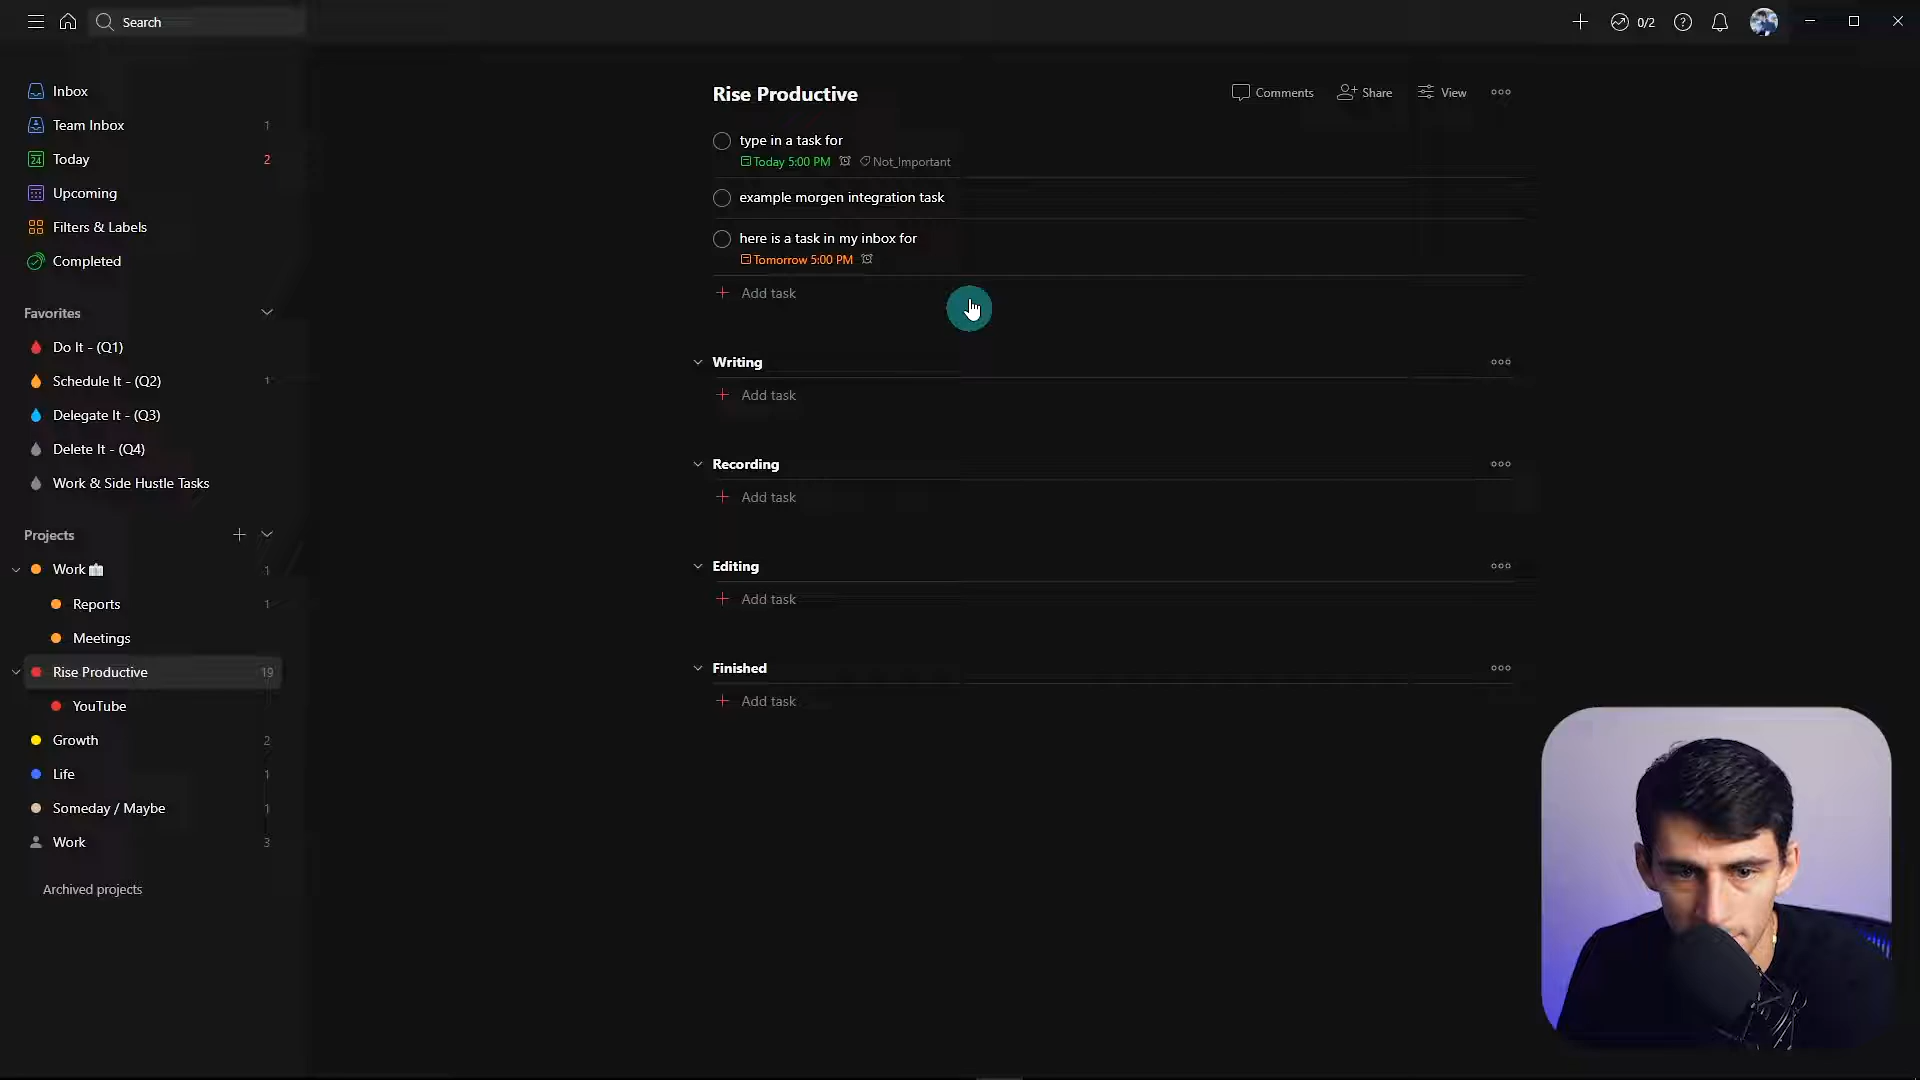 Search
0/2
Inbox
Team Inbox 1
24 Today 2
Upcoming
Filters & Labels
Completed
Favorites
Do It - (Q1)
Schedule It - (Q2) 1
Delegate It - (Q3)
Delete It - (Q4)
Work & Side Hustle Tasks
Projects
Work 1
Reports 1
Meetings
Rise Productive 19
YouTube
Growth 2
Life 1
Someday / Maybe 1
Work 3
Archived projects
Rise Productive
Comments Share View
type in a task for
Today 5:00 PM Not_Important
example morgen integration task
here is a task in my inbox for
Tomorrow 5:00 PM
Add task
Writing
Add task
Recording
Add task
Editing
Add task
Finished
Add task